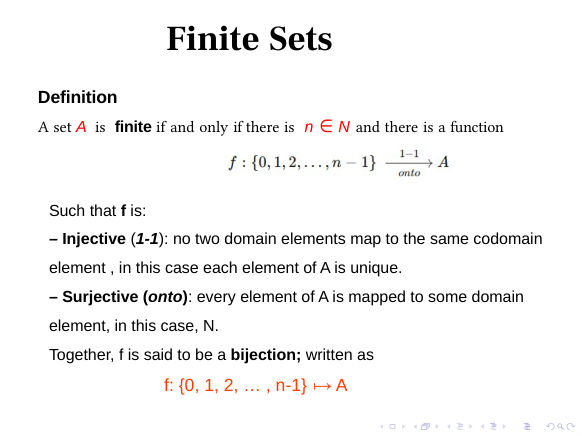 Finite Sets
Definition
A set A is finite if and only if there is n ∈ N and there is a function
f : {0, 1, 2, . . . , n − 1} 1−1 onto → A
Such that f is:
– Injective (1-1): no two domain elements map to the same codomain
element , in this case each element of A is unique.
– Surjective (onto): every element of A is mapped to some domain
element, in this case, N.
Together, f is said to be a bijection; written as
f: {0, 1, 2, … , n-1} ↦ A